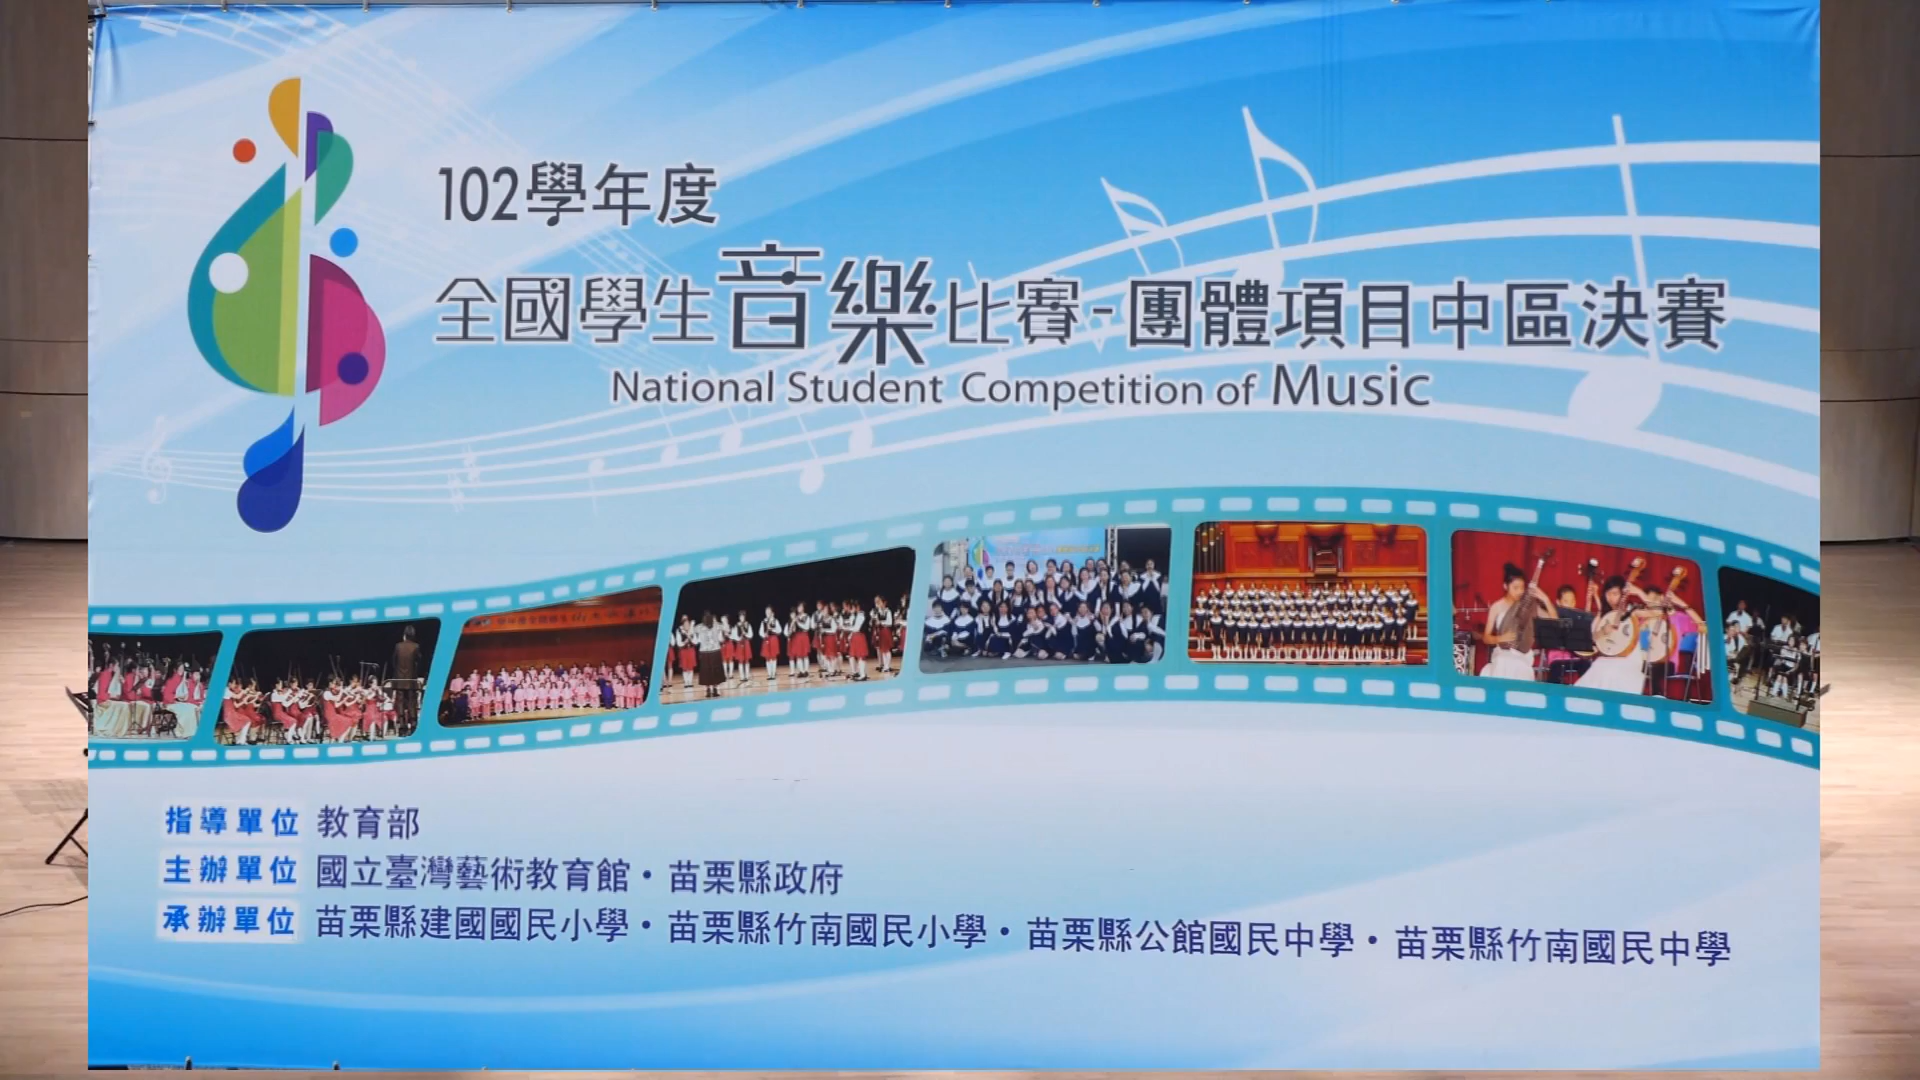 102學年度
全國學生音樂比賽-團體項目中區決賽
National Student Competition of Music
指導單位 教育部
主辦單位 國立臺灣藝術教育館・苗栗縣政府
承辦單位 苗栗縣建國國民小學・苗栗縣竹南國民小學・苗栗縣公館國民中學・苗栗縣竹南國民中學